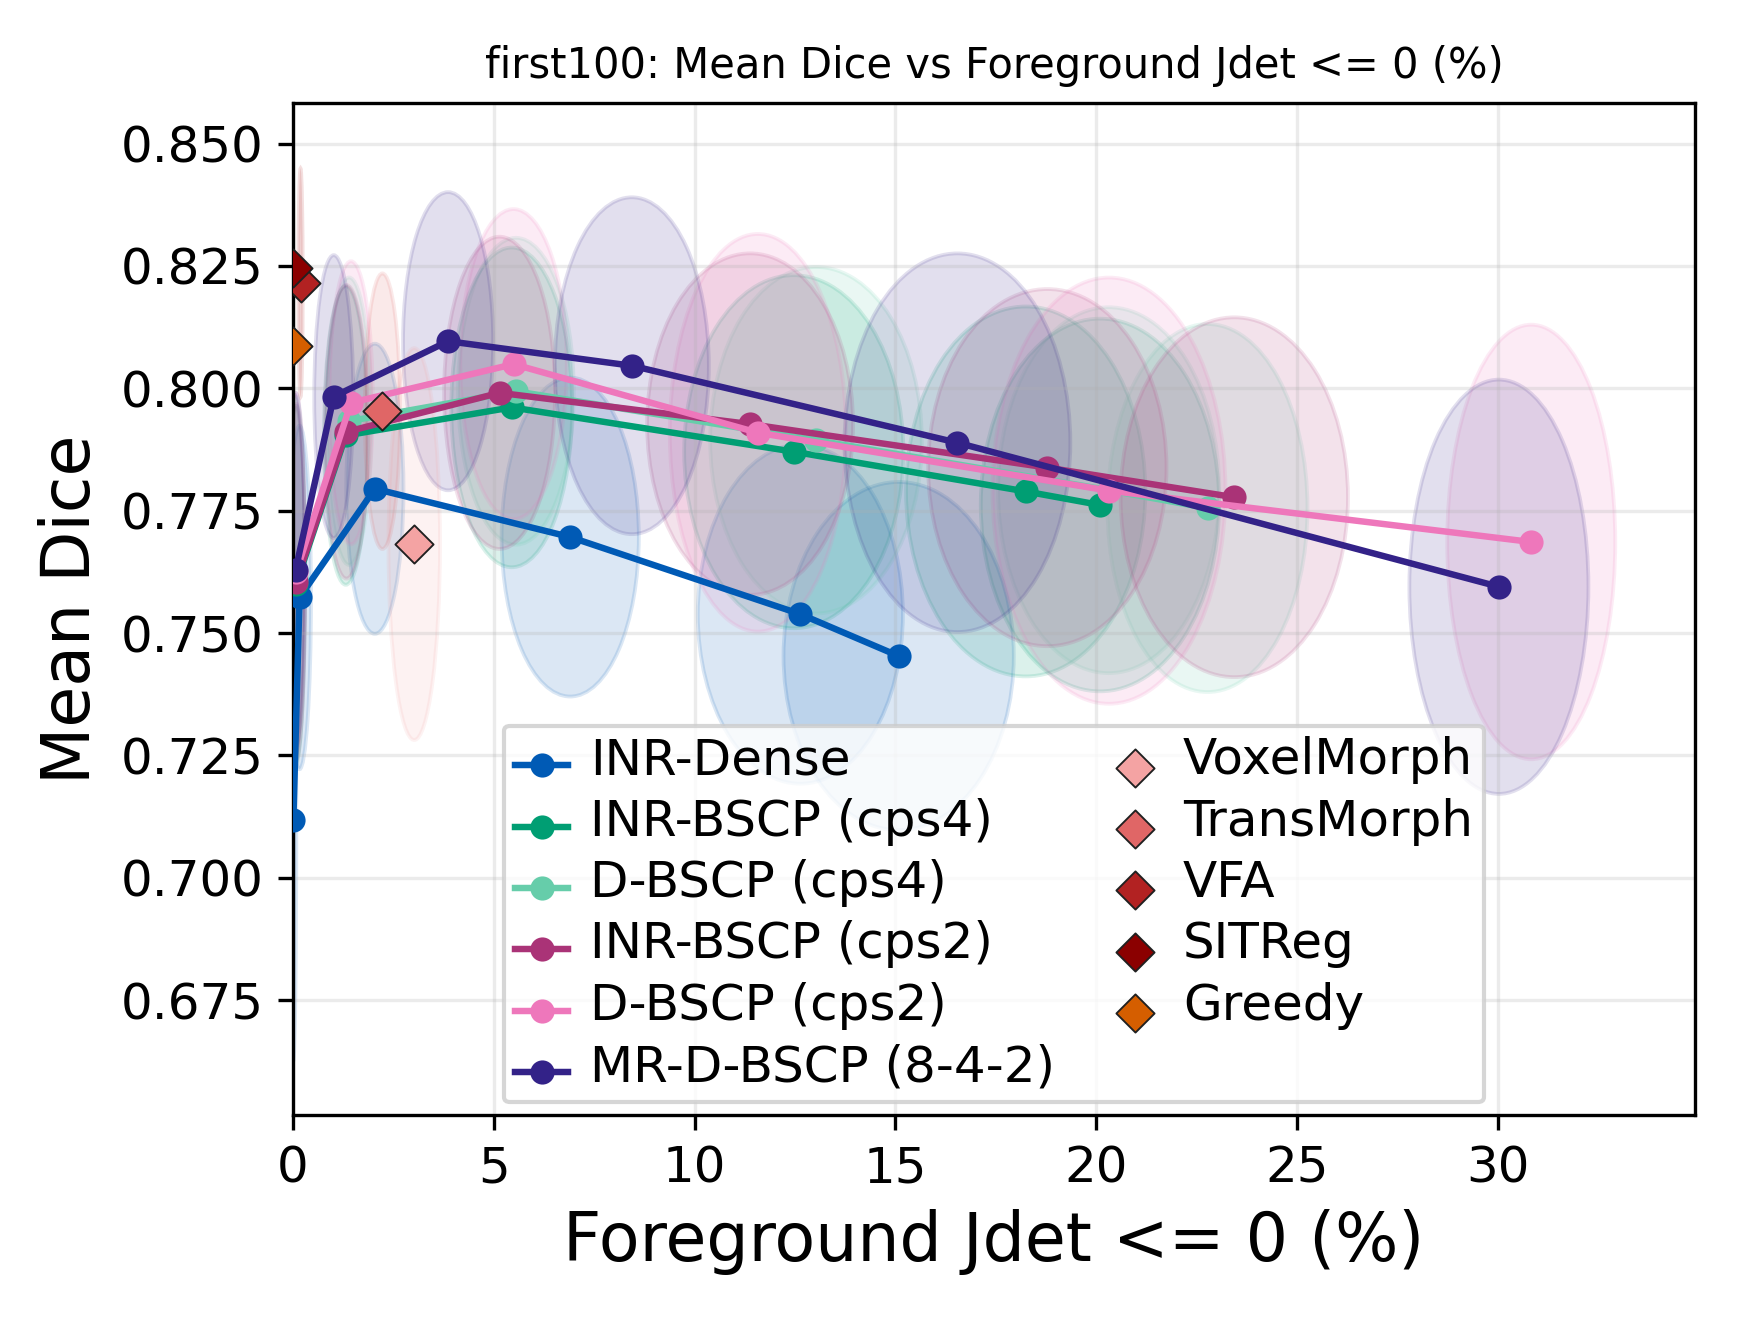 first100: Mean Dice vs Foreground Jdet <= 0 (%)
0.850
0.825
0.800
0.775
0.750
0.725
0.700
0.675
Mean Dice
INR-Dense
INR-BSCP (cps4)
D-BSCP (cps4)
INR-BSCP (cps2)
D-BSCP (cps2)
MR-D-BSCP (8-4-2)
VoxelMorph
TransMorph
VFA
SITReg
Greedy
0 5 10 15 20 25 30
Foreground Jdet <= 0 (%)